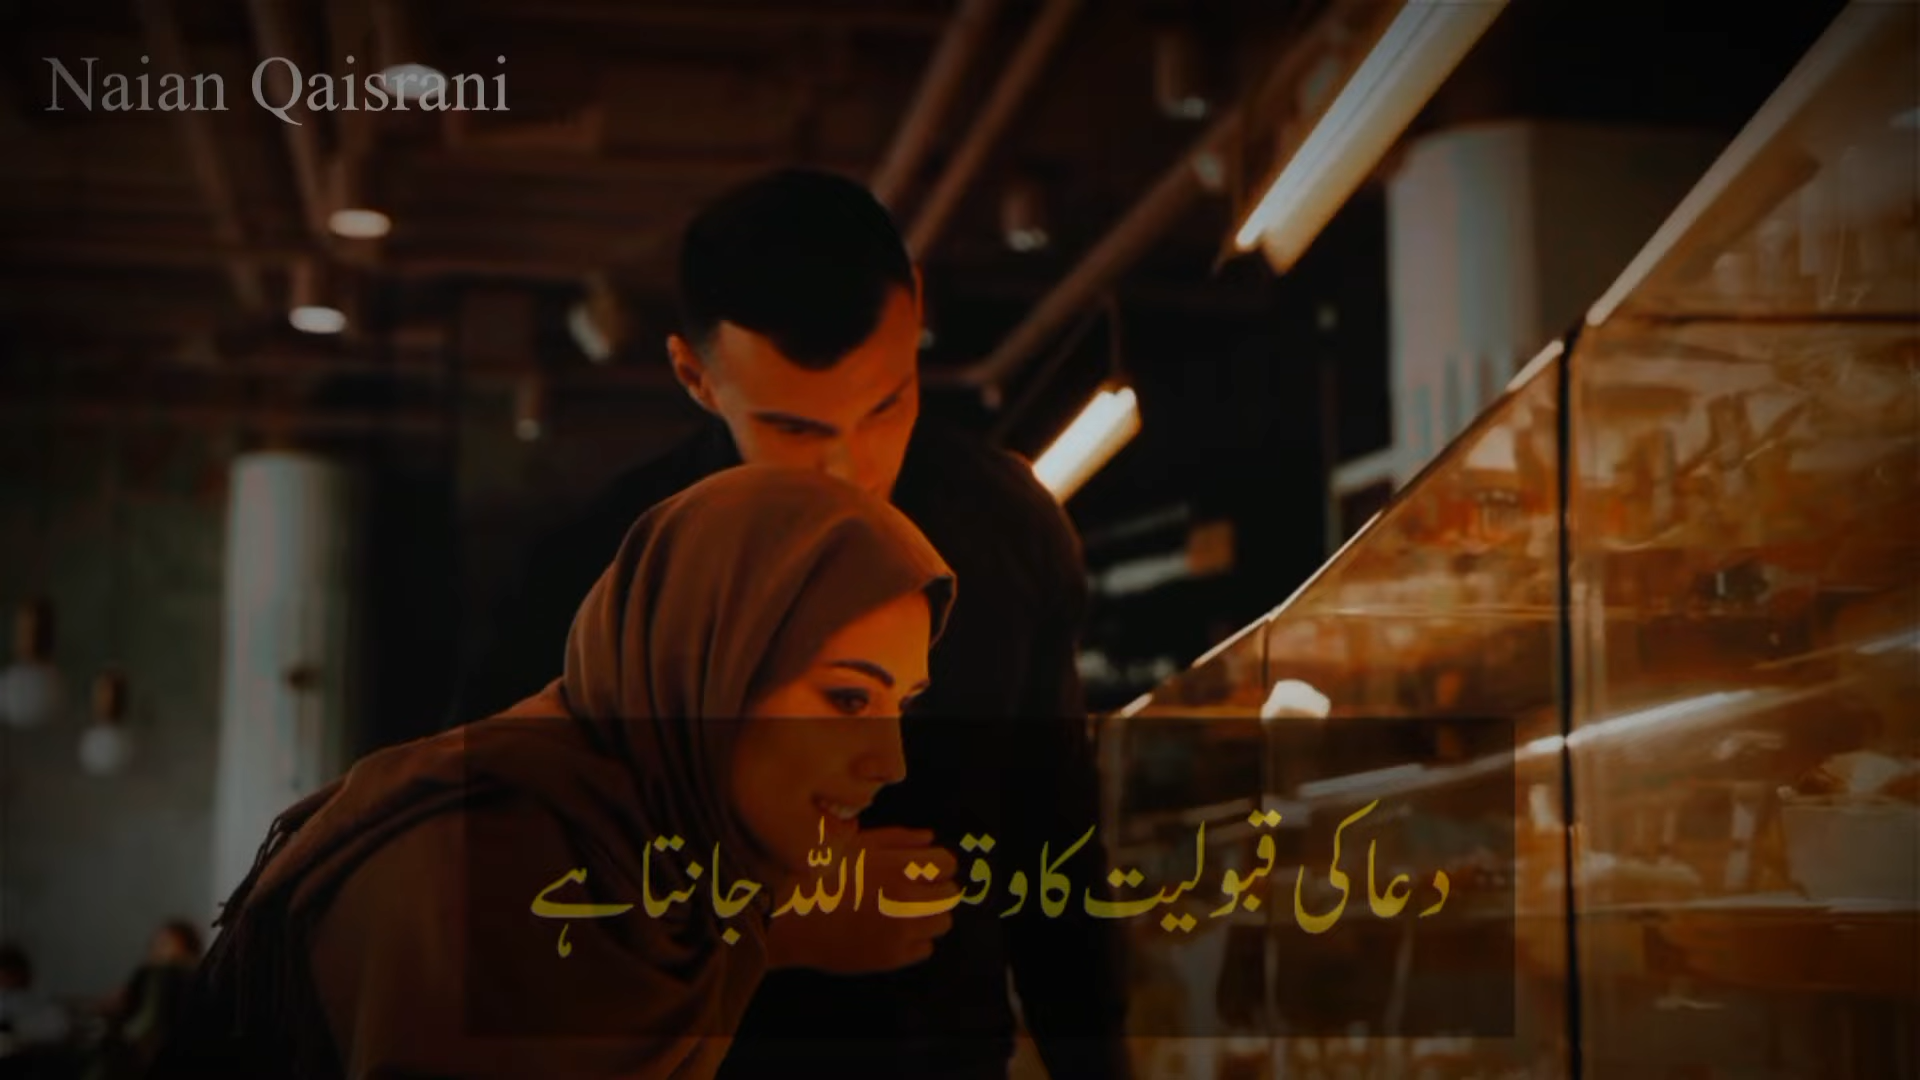 Naian Qaisrani
دعا کی قبولیت کا وقت اللہ جانتا ہے